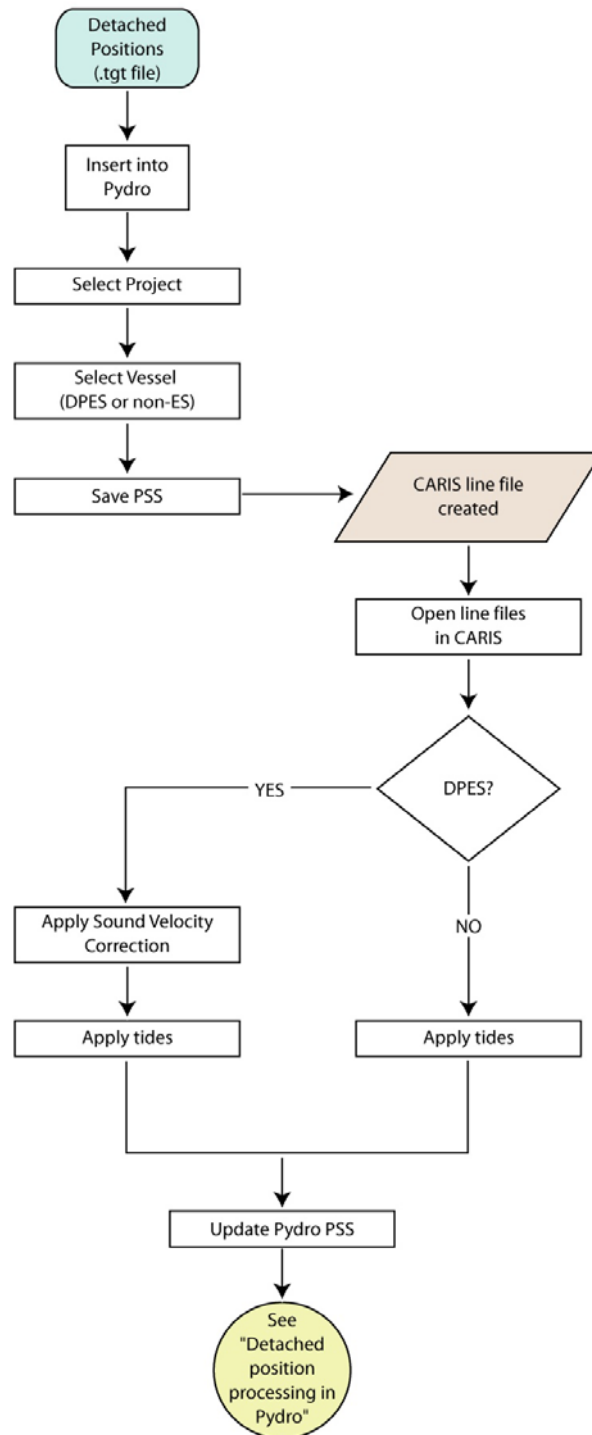 Detached
Positions
(.tgt file)
Insert into
Pydro
Select Project
Select Vessel
(DPES or non-ES)
Save PSS
CARIS line file
created
Open line files
in CARIS
DPES?
YES
NO
Apply Sound Velocity
Correction
Apply tides
Apply tides
Update Pydro PSS
See
"Detached
position
processing in
Pydro"